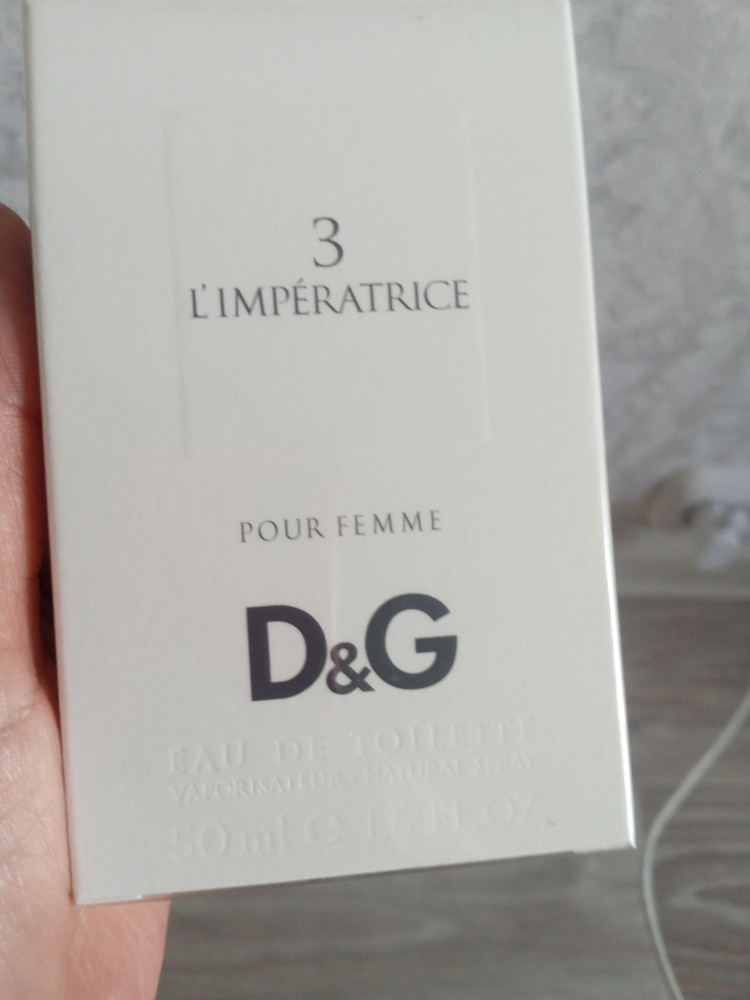 3
L'IMPÉRATRICE
POUR FEMME
D&G
EAU DE TOILETTE
VAPORISATEUR - NATURAL SPRAY
50 ml e 1.6 FL. OZ.